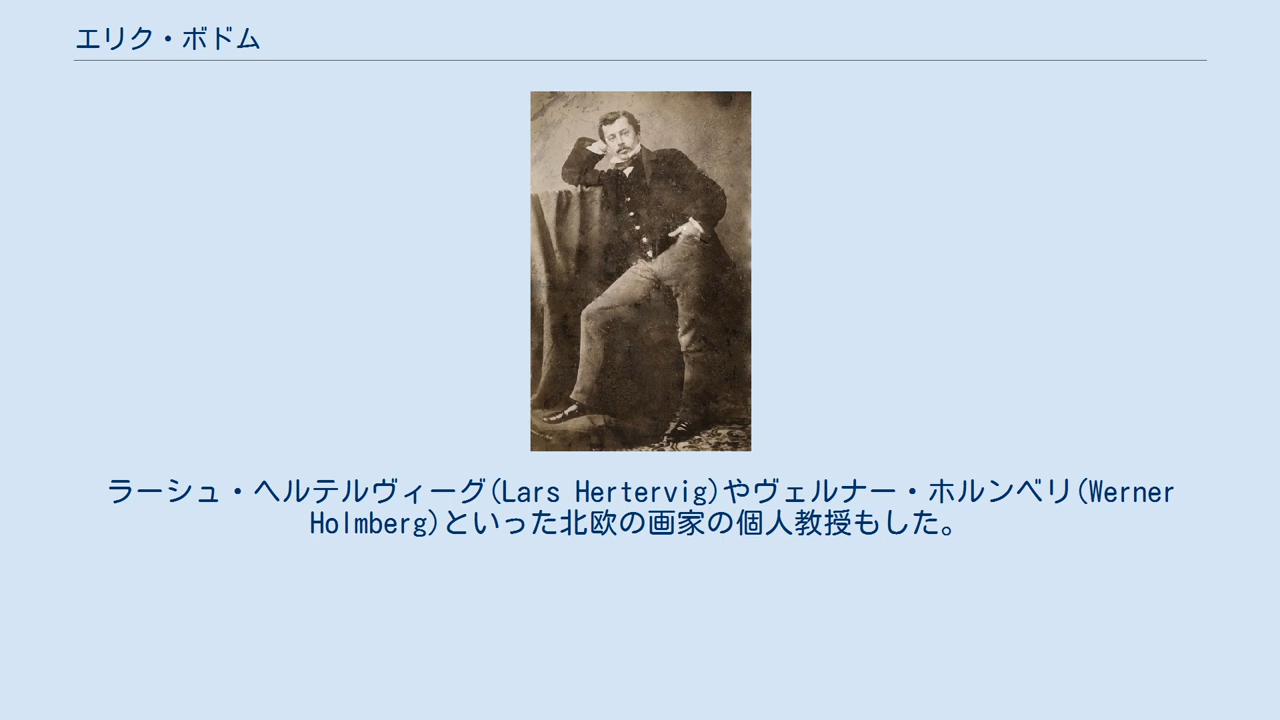 エリク・ボドム
ラーシュ・ヘルテルヴィーグ(Lars Hertervig)やヴェルナー・ホルンベリ(Werner
Holmberg)といった北欧の画家の個人教授もした。